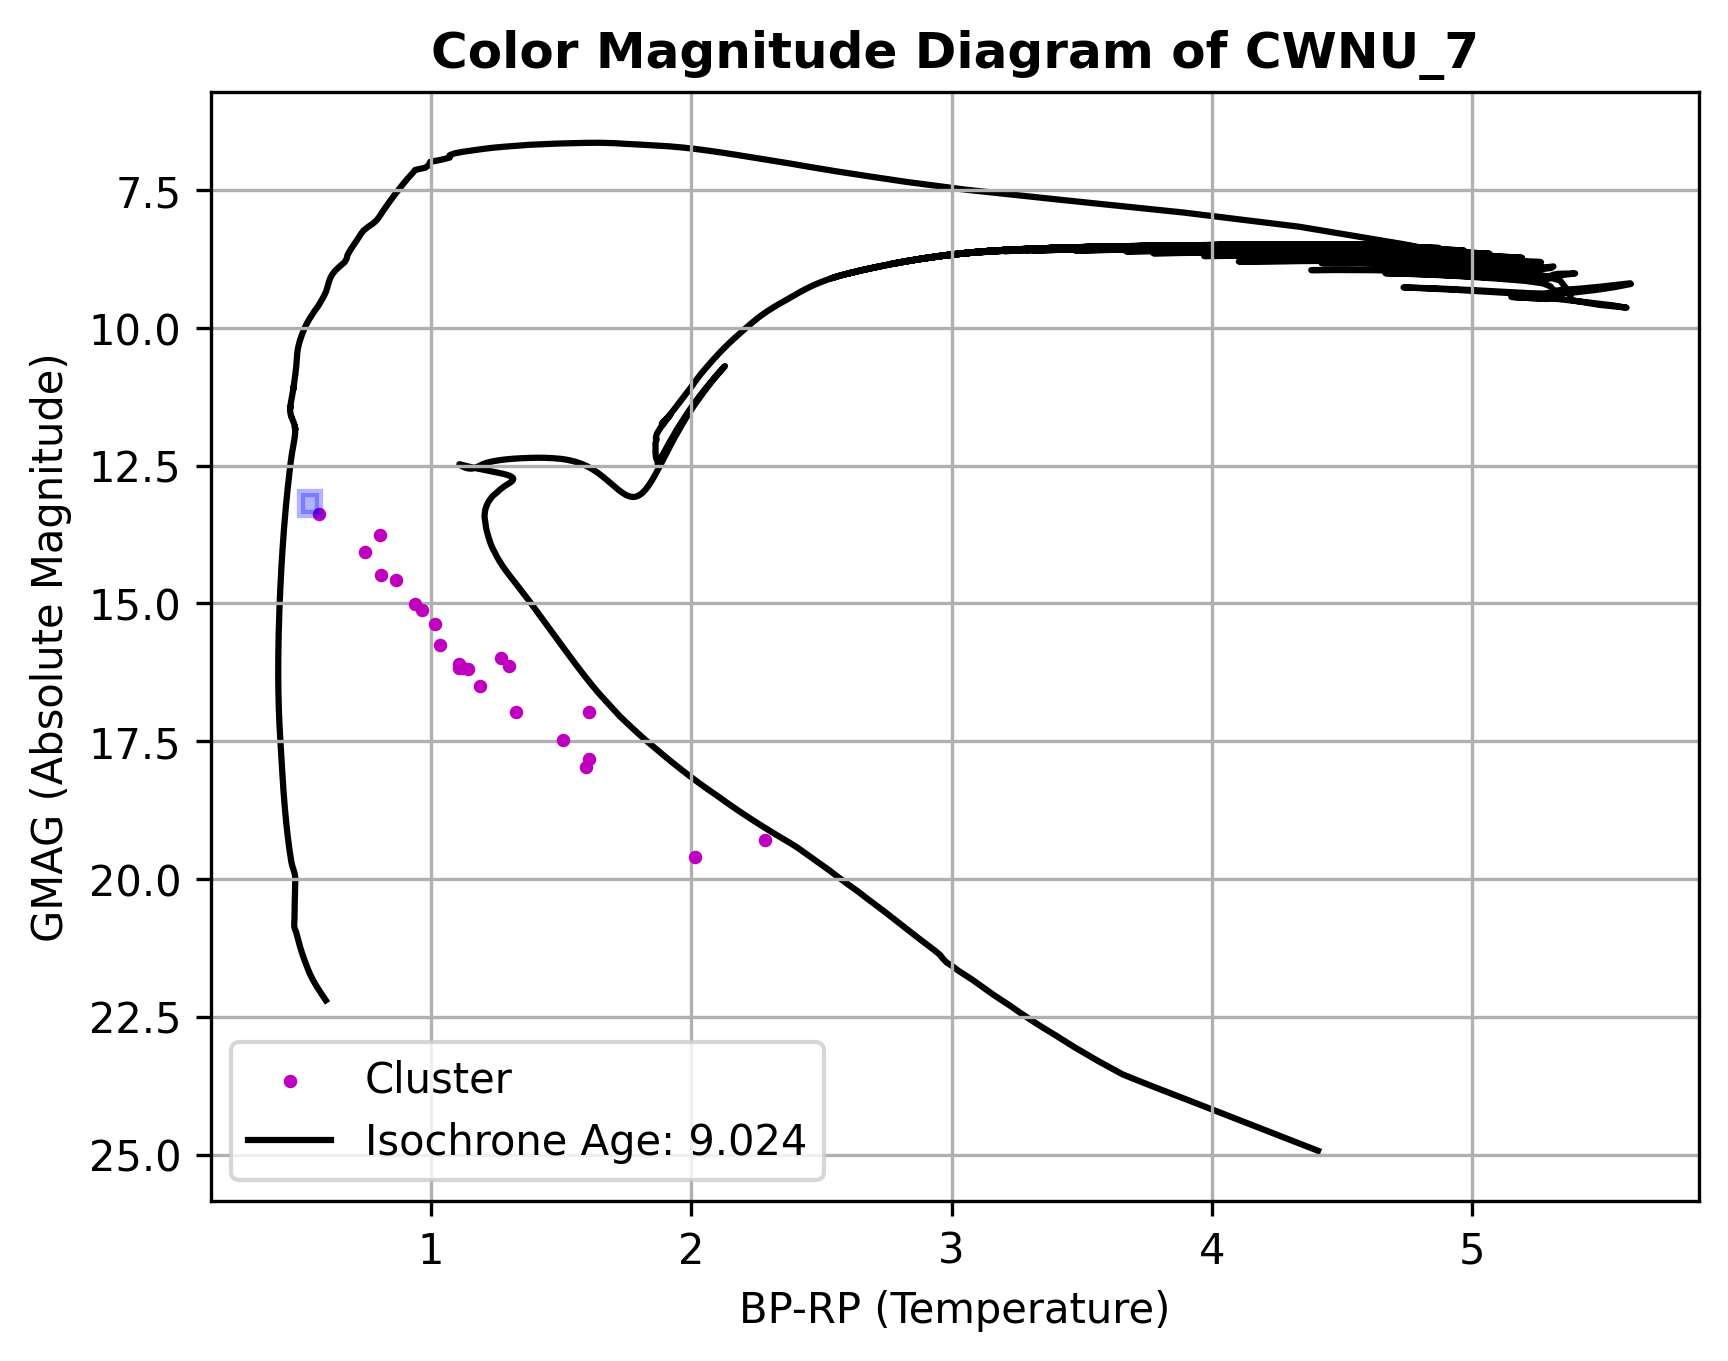 Color Magnitude Diagram of CWNU_7
GMAG (Absolute Magnitude)
7.5
10.0
12.5
15.0
17.5
20.0
22.5
25.0
Cluster
Isochrone Age: 9.024
1 2 3 4 5
BP-RP (Temperature)